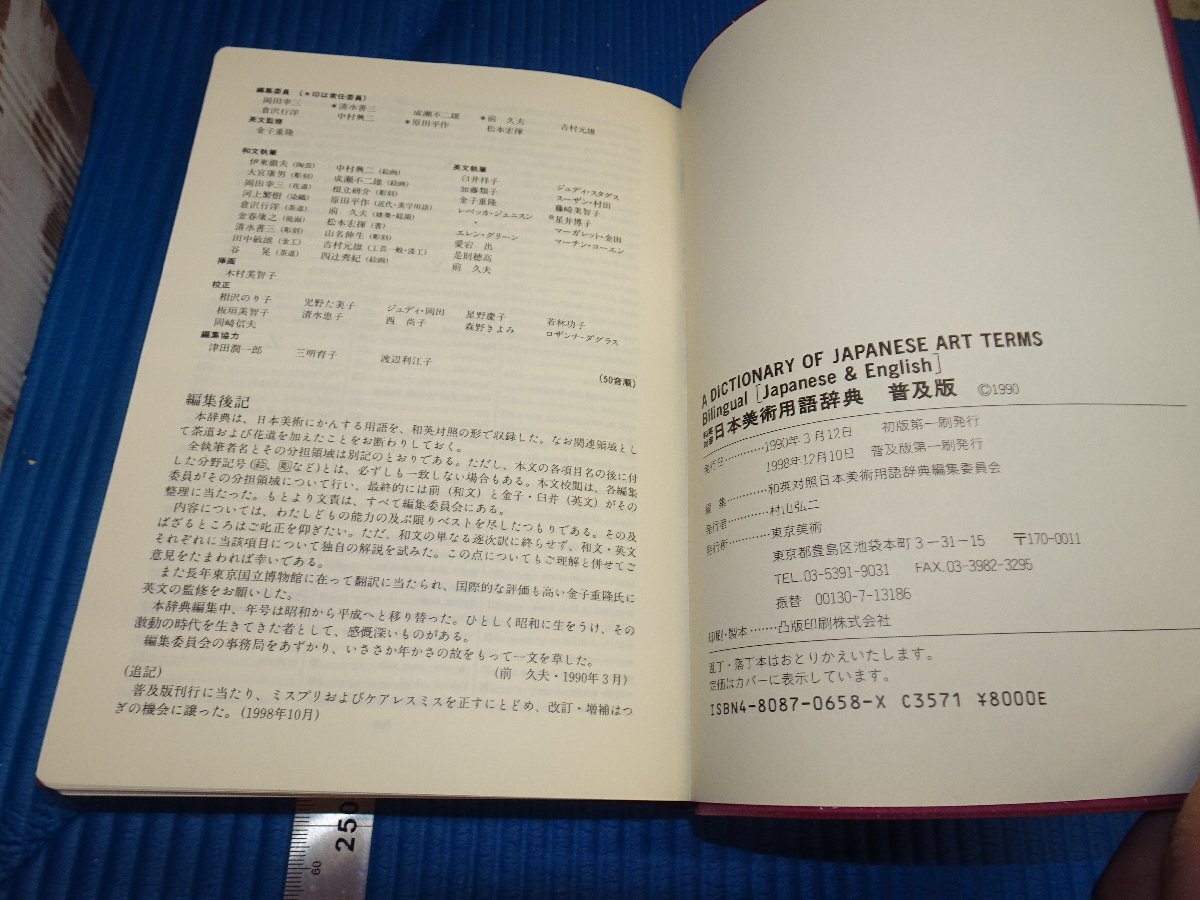 編集委員 (*印は常任委員)
岡田幸三 *清水善三 成瀬不二雄 *前 久夫 吉村元雄
倉沢行洋 中村興二 *原田平作 松本宏揮
英文監修
金子重隆
和文執筆
伊東徹夫(陶芸) 中村興二(絵画)
大宮康男(彫刻) 成瀬不二雄(絵画)
岡田幸三(花道) 根立研介(彫刻)
河上繁樹(染織) 原田平作(近代・美学用語)
倉沢行洋(茶道) 前 久夫(建築・庭園)
金春康之(能面) 松本宏揮(書)
清水善三(彫刻) 山名伸生(彫刻)
田中敏雄(金工) 吉村元雄(工芸一般・漆工)
谷 晃(茶道) 四辻秀紀(絵画)
英文執筆
臼井祥子 ジュディ・スタグス
加藤類子 スーザン・村田
金子重隆 藤崎美智子
レベッカ・ジェニスン 星井博子
・ マーガレット・金田
エレン・グリーン マーチン・コーエン
愛宕 出
是則穂高
前 久夫
挿画
木村美智子
校正
相沢のり子 児野た美子 ジュディ・岡田 星野慶子 若林功子
板垣美智子 清水恵子 西 尚子 森野きよみ ロザンナ・ダグラス
岡崎信夫
編集協力
津田潤一郎 三明育子 渡辺利江子
(50音順)
編集後記
本辞典は、日本美術にかんする用語を、和英対照の形で収録した。なお関連領域とし
て茶道および花道を加えたことをお断わりしておく。
全執筆者名とその分担領域は別記のとおりである。ただし、本文の各項目名の後に付
した分野記号(絵、彫など)とは、必ずしも一致しない場合もある。本文校閲は、各編集
委員がその分担領域について行い、最終的には前(和文)と金子・臼井(英文)がその
整理に当たった。もとより文責は、すべて編集委員会にある。
内容については、わたしどもの能力の及ぶ限りベストを尽したつもりである。その及
ばざるところはご叱正を仰ぎたい。ただ、和文の単なる逐次訳に終らせず、和文・英文
それぞれに当該項目について独自の解説を試みた。この点についてもご理解と併せてご
意見をたまわれば幸いである。
また長年東京国立博物館に在って翻訳に当たられ、国際的な評価も高い金子重隆氏に
英文の監修をお願いした。
本辞典編集中、年号は昭和から平成へと移り替った。ひとしく昭和に生をうけ、その
激動の時代を生きてきた者として、感慨深いものがある。
編集委員会の事務局をあずかり、いささか年かさの故をもって一文を草した。
(前 久夫・1990年3月)
(追記)
普及版刊行に当たり、ミスプリおよびケアレスミスを正すにとどめ、改訂・増補はつ
ぎの機会に譲った。(1998年10月)
A DICTIONARY OF JAPANESE ART TERMS
Bilingual [Japanese & English]
和英対照 日本美術用語辞典 普及版 ©1990
発行日……1990年3月12日 初版第一刷発行
1998年12月10日 普及版第一刷発行
編 集……和英対照日本美術用語辞典編集委員会
発行者……村山弘二
発行所……東京美術
東京都豊島区池袋本町3-31-15 〒170-0011
TEL.03-5391-9031 FAX.03-3982-3295
振替 00130-7-13186
印刷・製本……凸版印刷株式会社
乱丁・落丁本はおとりかえいたします。
定価はカバーに表示しています。
ISBN4-8087-0658-X C3571 ¥8000E
250
60